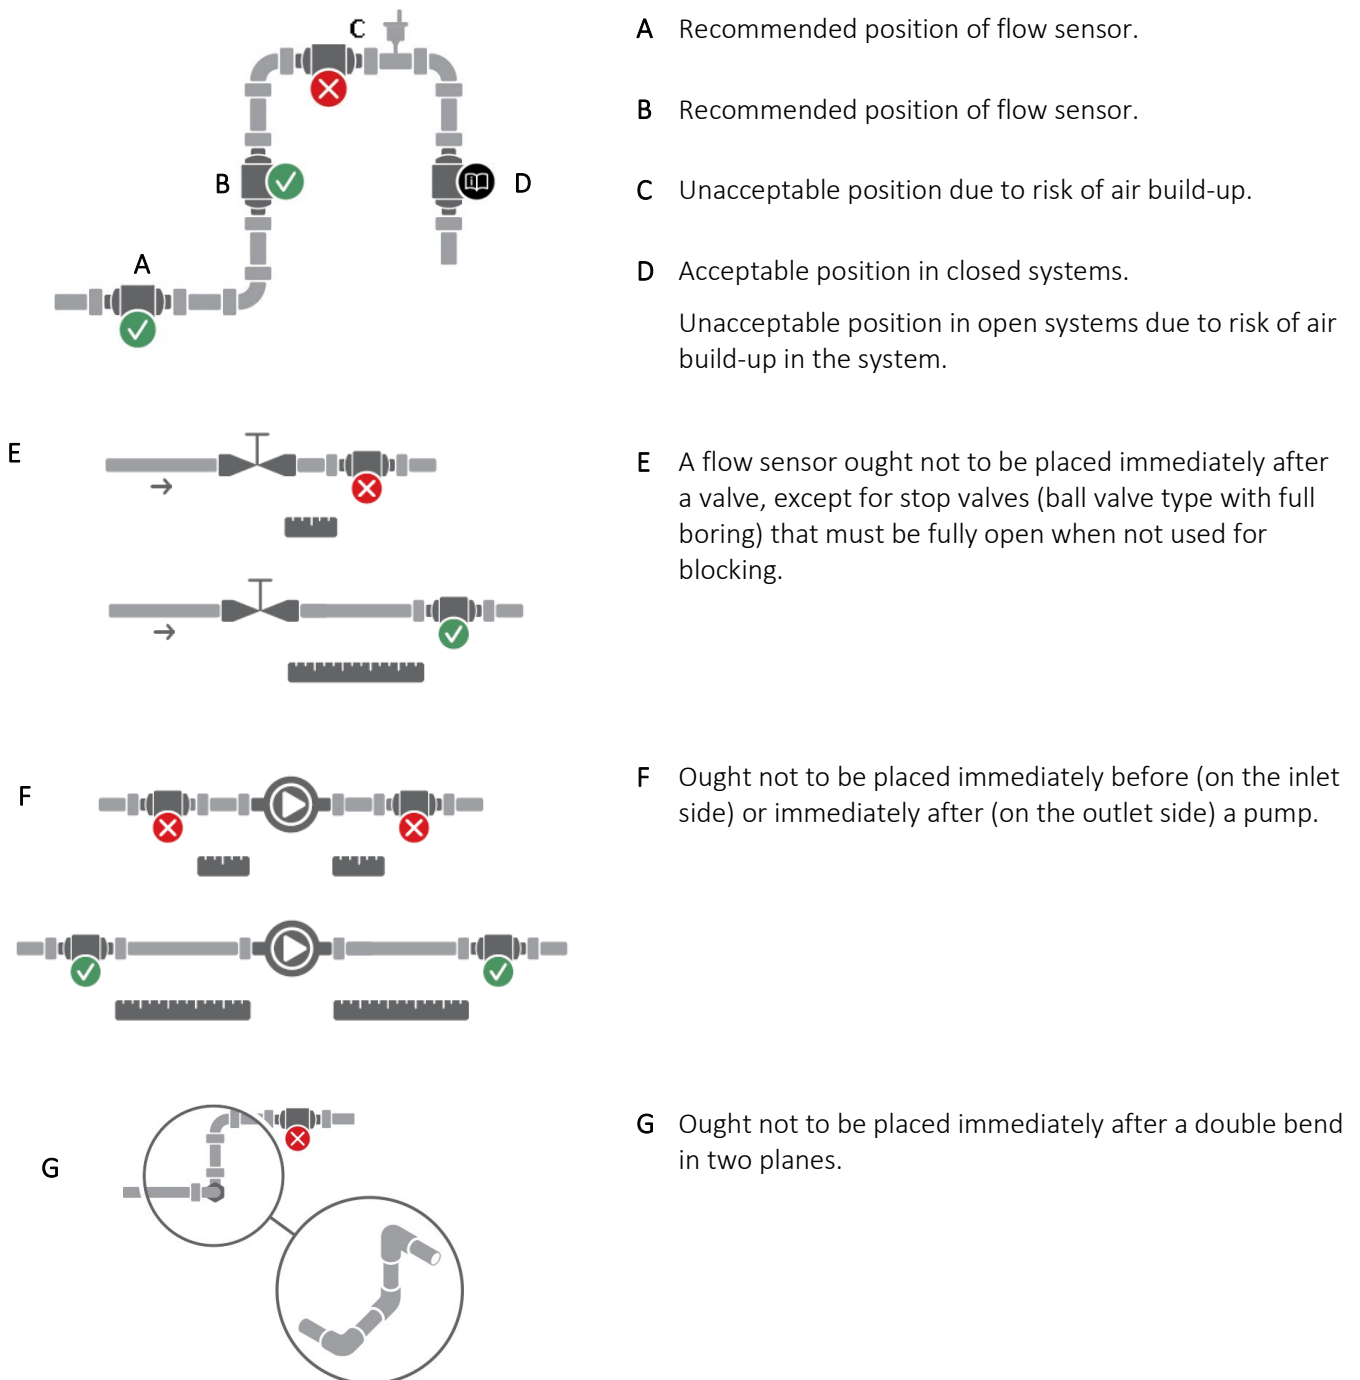 C
B
D
A
A Recommended position of flow sensor.
B Recommended position of flow sensor.
C Unacceptable position due to risk of air build-up.
D Acceptable position in closed systems.
Unacceptable position in open systems due to risk of air
build-up in the system.
E
E A flow sensor ought not to be placed immediately after
a valve, except for stop valves (ball valve type with full
boring) that must be fully open when not used for
blocking.
F
F Ought not to be placed immediately before (on the inlet
side) or immediately after (on the outlet side) a pump.
G
G Ought not to be placed immediately after a double bend
in two planes.